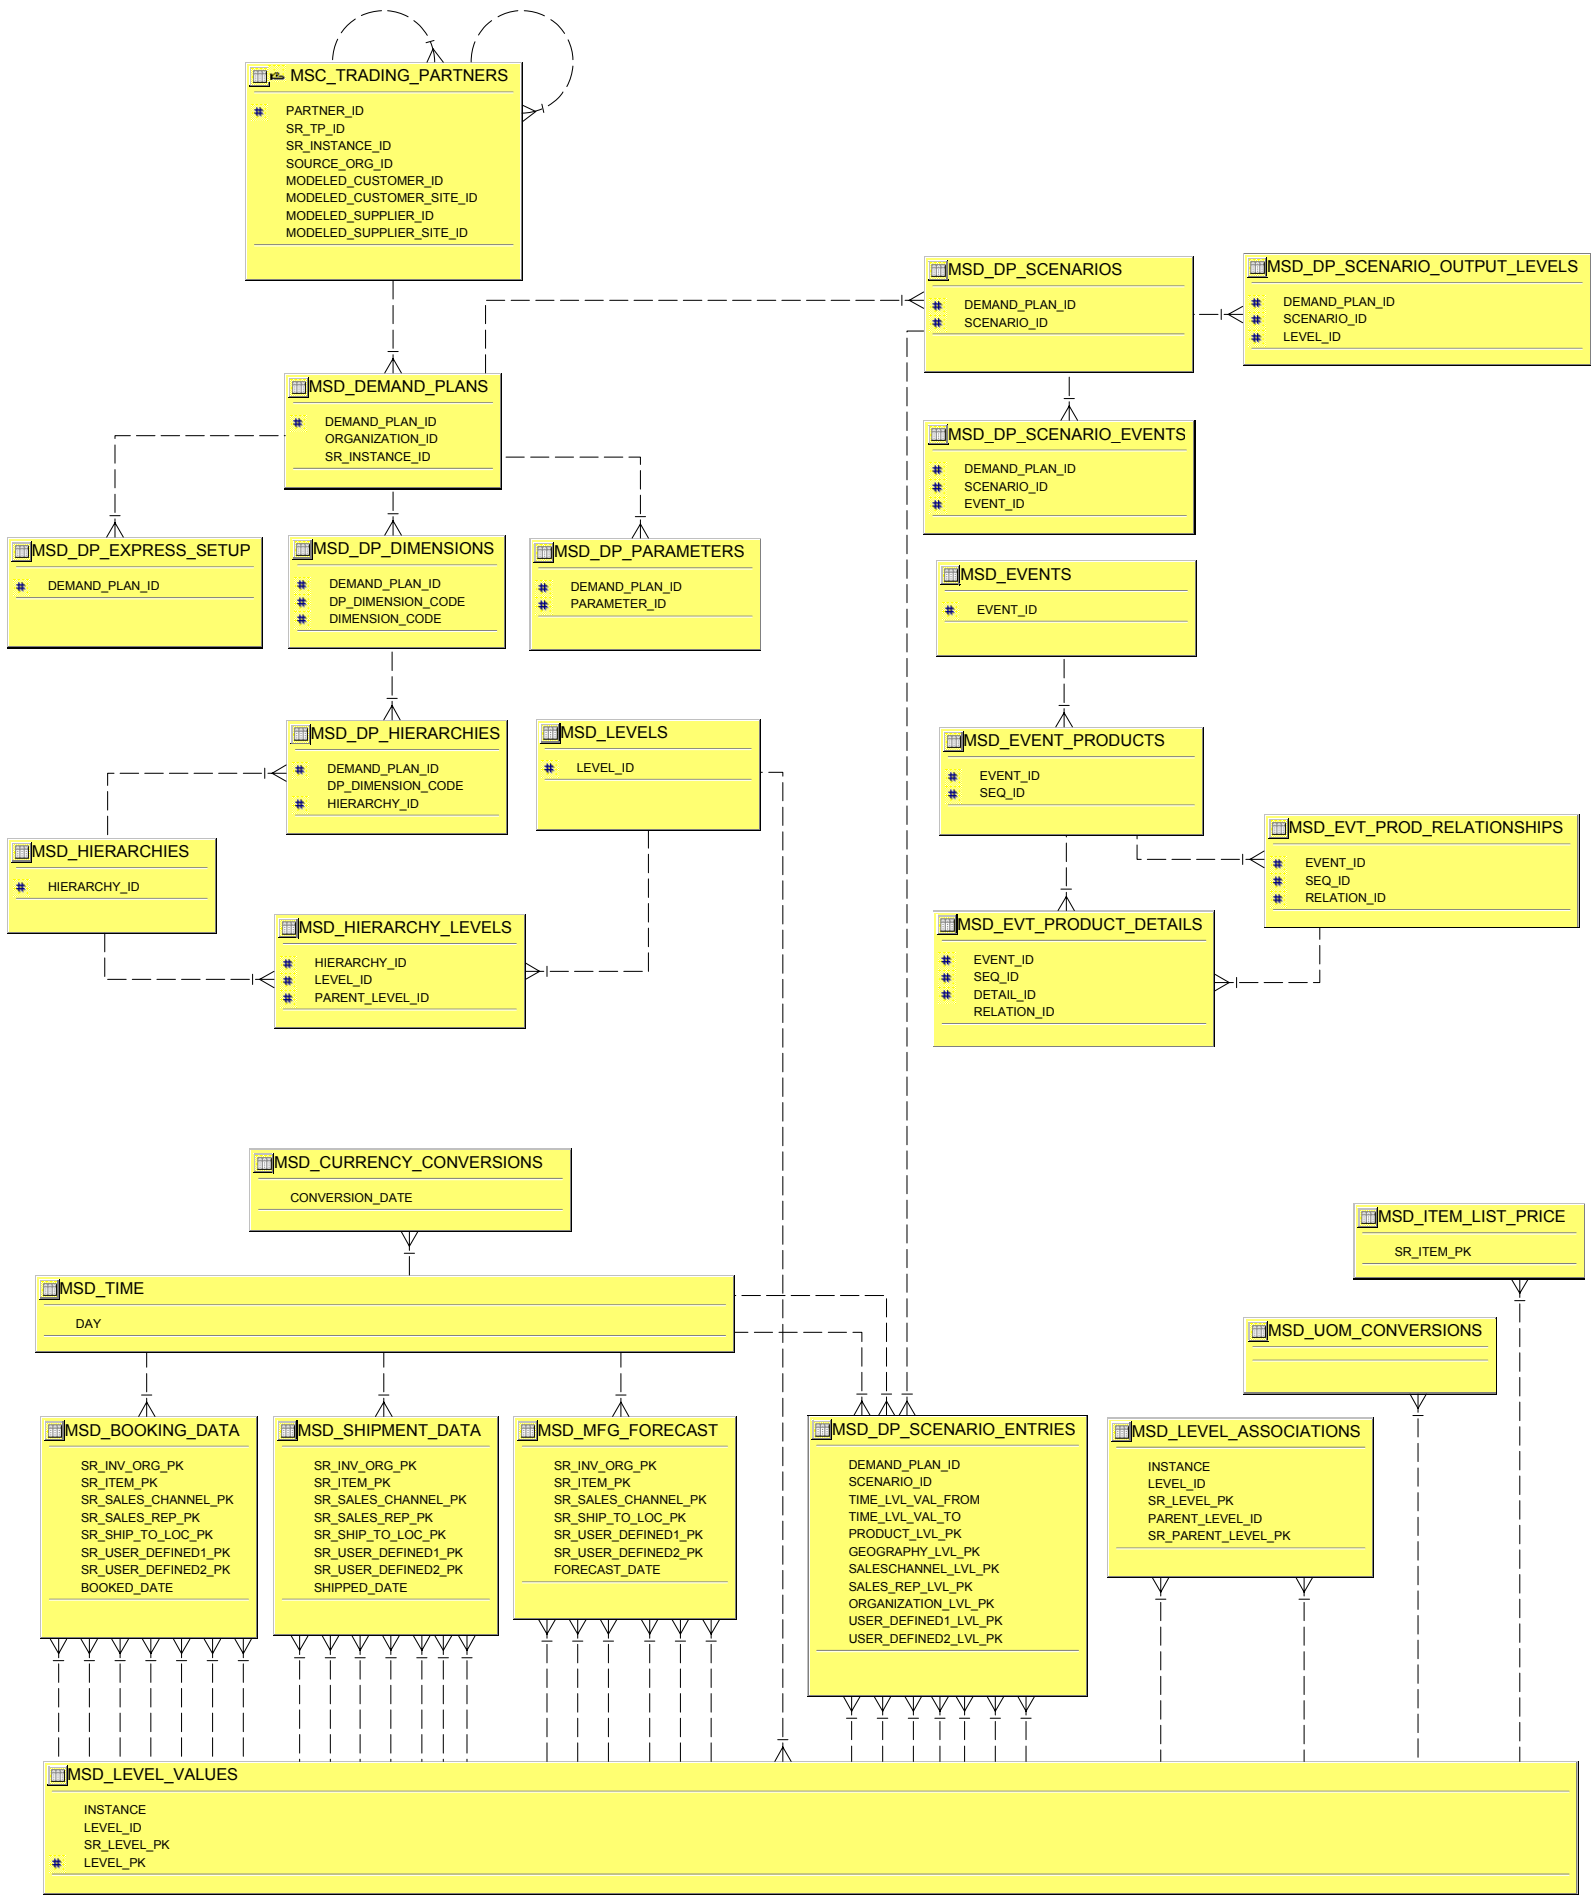 MSC_TRADING_PARTNERS
# PARTNER_ID
SR_TP_ID
SR_INSTANCE_ID
SOURCE_ORG_ID
MODELED_CUSTOMER_ID
MODELED_CUSTOMER_SITE_ID
MODELED_SUPPLIER_ID
MODELED_SUPPLIER_SITE_ID
MSD_DP_SCENARIOS
# DEMAND_PLAN_ID
# SCENARIO_ID
MSD_DP_SCENARIO_OUTPUT_LEVELS
# DEMAND_PLAN_ID
# SCENARIO_ID
# LEVEL_ID
MSD_DEMAND_PLANS
# DEMAND_PLAN_ID
ORGANIZATION_ID
SR_INSTANCE_ID
MSD_DP_SCENARIO_EVENTS
# DEMAND_PLAN_ID
# SCENARIO_ID
# EVENT_ID
MSD_DP_EXPRESS_SETUP
# DEMAND_PLAN_ID
MSD_DP_DIMENSIONS
# DEMAND_PLAN_ID
# DP_DIMENSION_CODE
# DIMENSION_CODE
MSD_DP_PARAMETERS
# DEMAND_PLAN_ID
# PARAMETER_ID
MSD_EVENTS
# EVENT_ID
MSD_DP_HIERARCHIES
# DEMAND_PLAN_ID
DP_DIMENSION_CODE
# HIERARCHY_ID
MSD_LEVELS
# LEVEL_ID
MSD_EVENT_PRODUCTS
# EVENT_ID
# SEQ_ID
MSD_EVT_PROD_RELATIONSHIPS
# EVENT_ID
# SEQ_ID
# RELATION_ID
MSD_HIERARCHIES
# HIERARCHY_ID
MSD_HIERARCHY_LEVELS
# HIERARCHY_ID
# LEVEL_ID
# PARENT_LEVEL_ID
MSD_EVT_PRODUCT_DETAILS
# EVENT_ID
# SEQ_ID
# DETAIL_ID
RELATION_ID
MSD_CURRENCY_CONVERSIONS
CONVERSION_DATE
MSD_ITEM_LIST_PRICE
SR_ITEM_PK
MSD_TIME
DAY
MSD_UOM_CONVERSIONS
MSD_BOOKING_DATA
SR_INV_ORG_PK
SR_ITEM_PK
SR_SALES_CHANNEL_PK
SR_SALES_REP_PK
SR_SHIP_TO_LOC_PK
SR_USER_DEFINED1_PK
SR_USER_DEFINED2_PK
BOOKED_DATE
MSD_SHIPMENT_DATA
SR_INV_ORG_PK
SR_ITEM_PK
SR_SALES_CHANNEL_PK
SR_SALES_REP_PK
SR_SHIP_TO_LOC_PK
SR_USER_DEFINED1_PK
SR_USER_DEFINED2_PK
SHIPPED_DATE
MSD_MFG_FORECAST
SR_INV_ORG_PK
SR_ITEM_PK
SR_SALES_CHANNEL_PK
SR_SHIP_TO_LOC_PK
SR_USER_DEFINED1_PK
SR_USER_DEFINED2_PK
FORECAST_DATE
MSD_DP_SCENARIO_ENTRIES
DEMAND_PLAN_ID
SCENARIO_ID
TIME_LVL_VAL_FROM
TIME_LVL_VAL_TO
PRODUCT_LVL_PK
GEOGRAPHY_LVL_PK
SALESCHANNEL_LVL_PK
SALES_REP_LVL_PK
ORGANIZATION_LVL_PK
USER_DEFINED1_LVL_PK
USER_DEFINED2_LVL_PK
MSD_LEVEL_ASSOCIATIONS
INSTANCE
LEVEL_ID
SR_LEVEL_PK
PARENT_LEVEL_ID
SR_PARENT_LEVEL_PK
MSD_LEVEL_VALUES
INSTANCE
LEVEL_ID
SR_LEVEL_PK
# LEVEL_PK